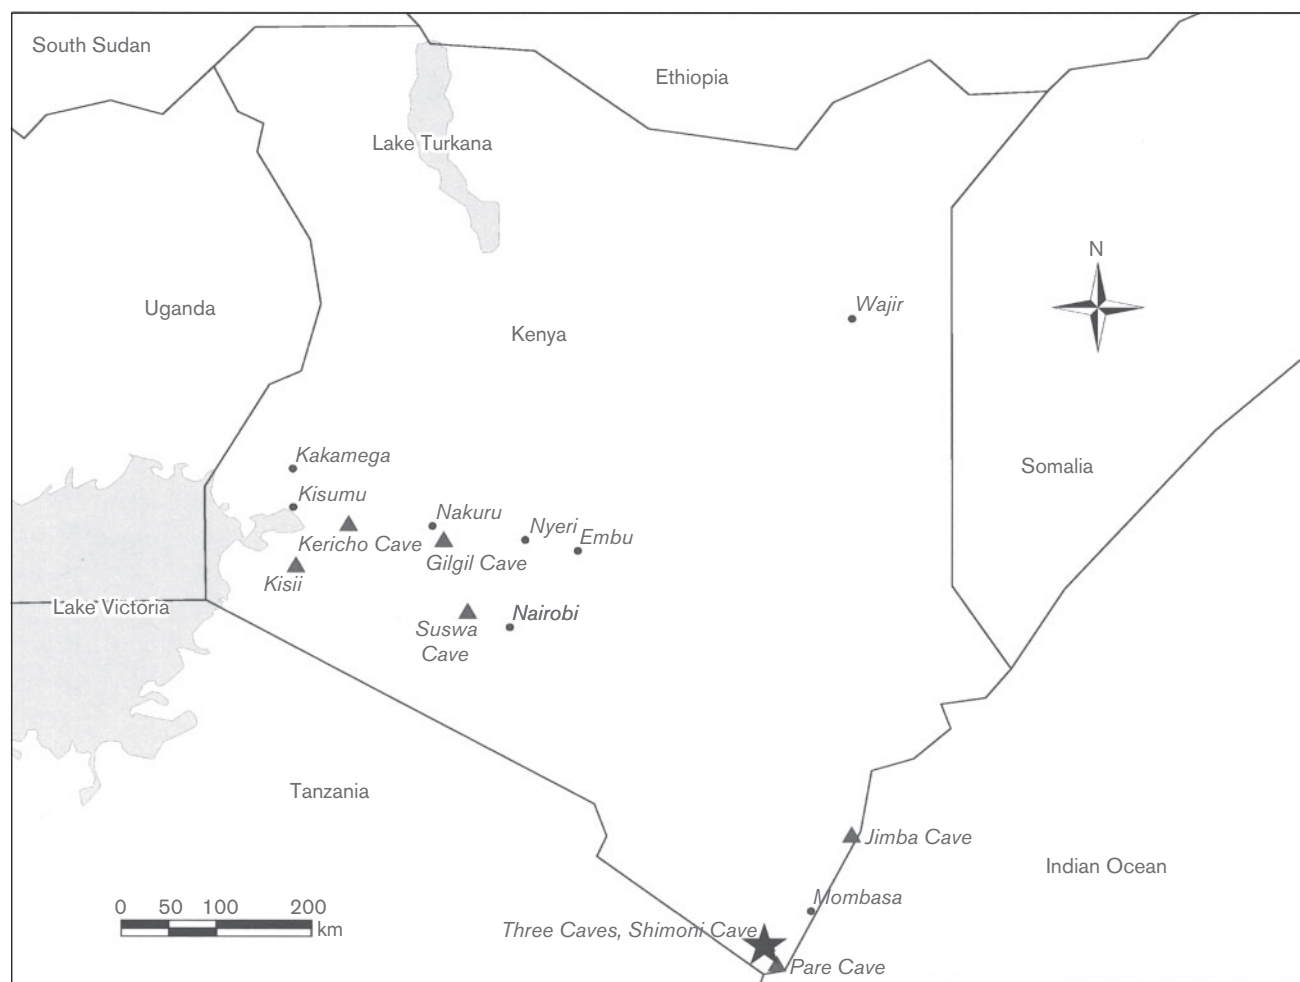 South Sudan
Ethiopia
Lake Turkana
N
Uganda
Wajir
Kenya
Kakamega
Somalia
Kisumu
Nakuru
Nyeri
Embu
Kericho Cave
Gilgil Cave
Kisii
Lake Victoria
Nairobi
Suswa
Cave
Tanzania
Jimba Cave
Indian Ocean
Mombasa
0 50 100 200
km
Three Caves, Shimoni Cave
Pare Cave